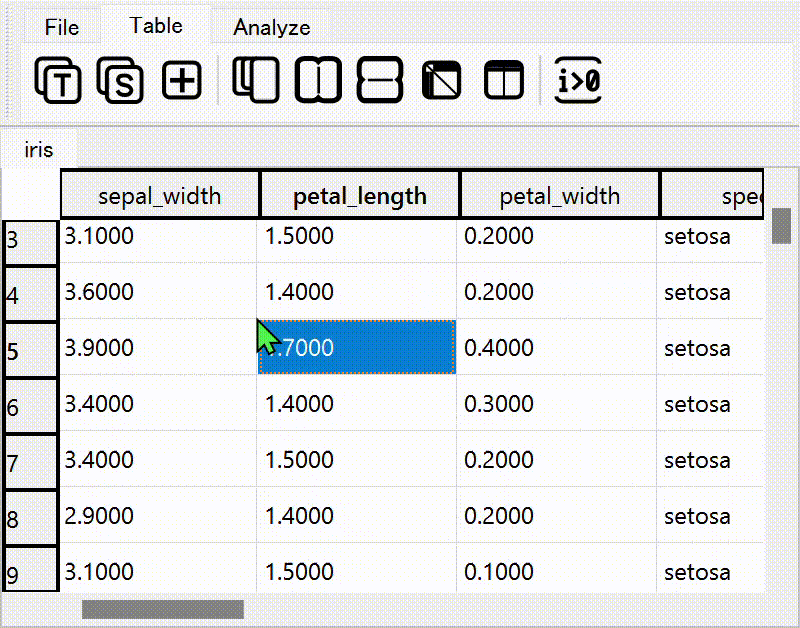 File Table Analyze
T S i>0
iris
sepal_width petal_length petal_width
3 3.1000 1.5000 0.2000 setosa
4 3.6000 1.4000 0.2000 setosa
5 3.9000 .7000 0.4000 setosa
6 3.4000 1.4000 0.3000 setosa
7 3.4000 1.5000 0.2000 setosa
8 2.9000 1.4000 0.2000 setosa
9 3.1000 1.5000 0.1000 setosa